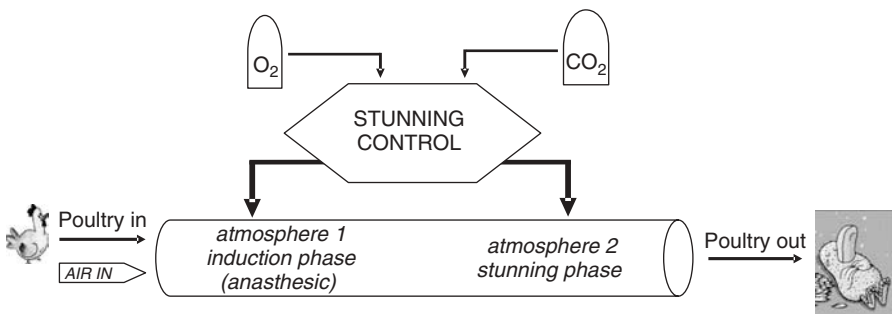 O₂
CO₂
STUNNING
CONTROL
Poultry in
AIR IN
atmosphere 1
induction phase
(anasthesic)
atmosphere 2
stunning phase
Poultry out